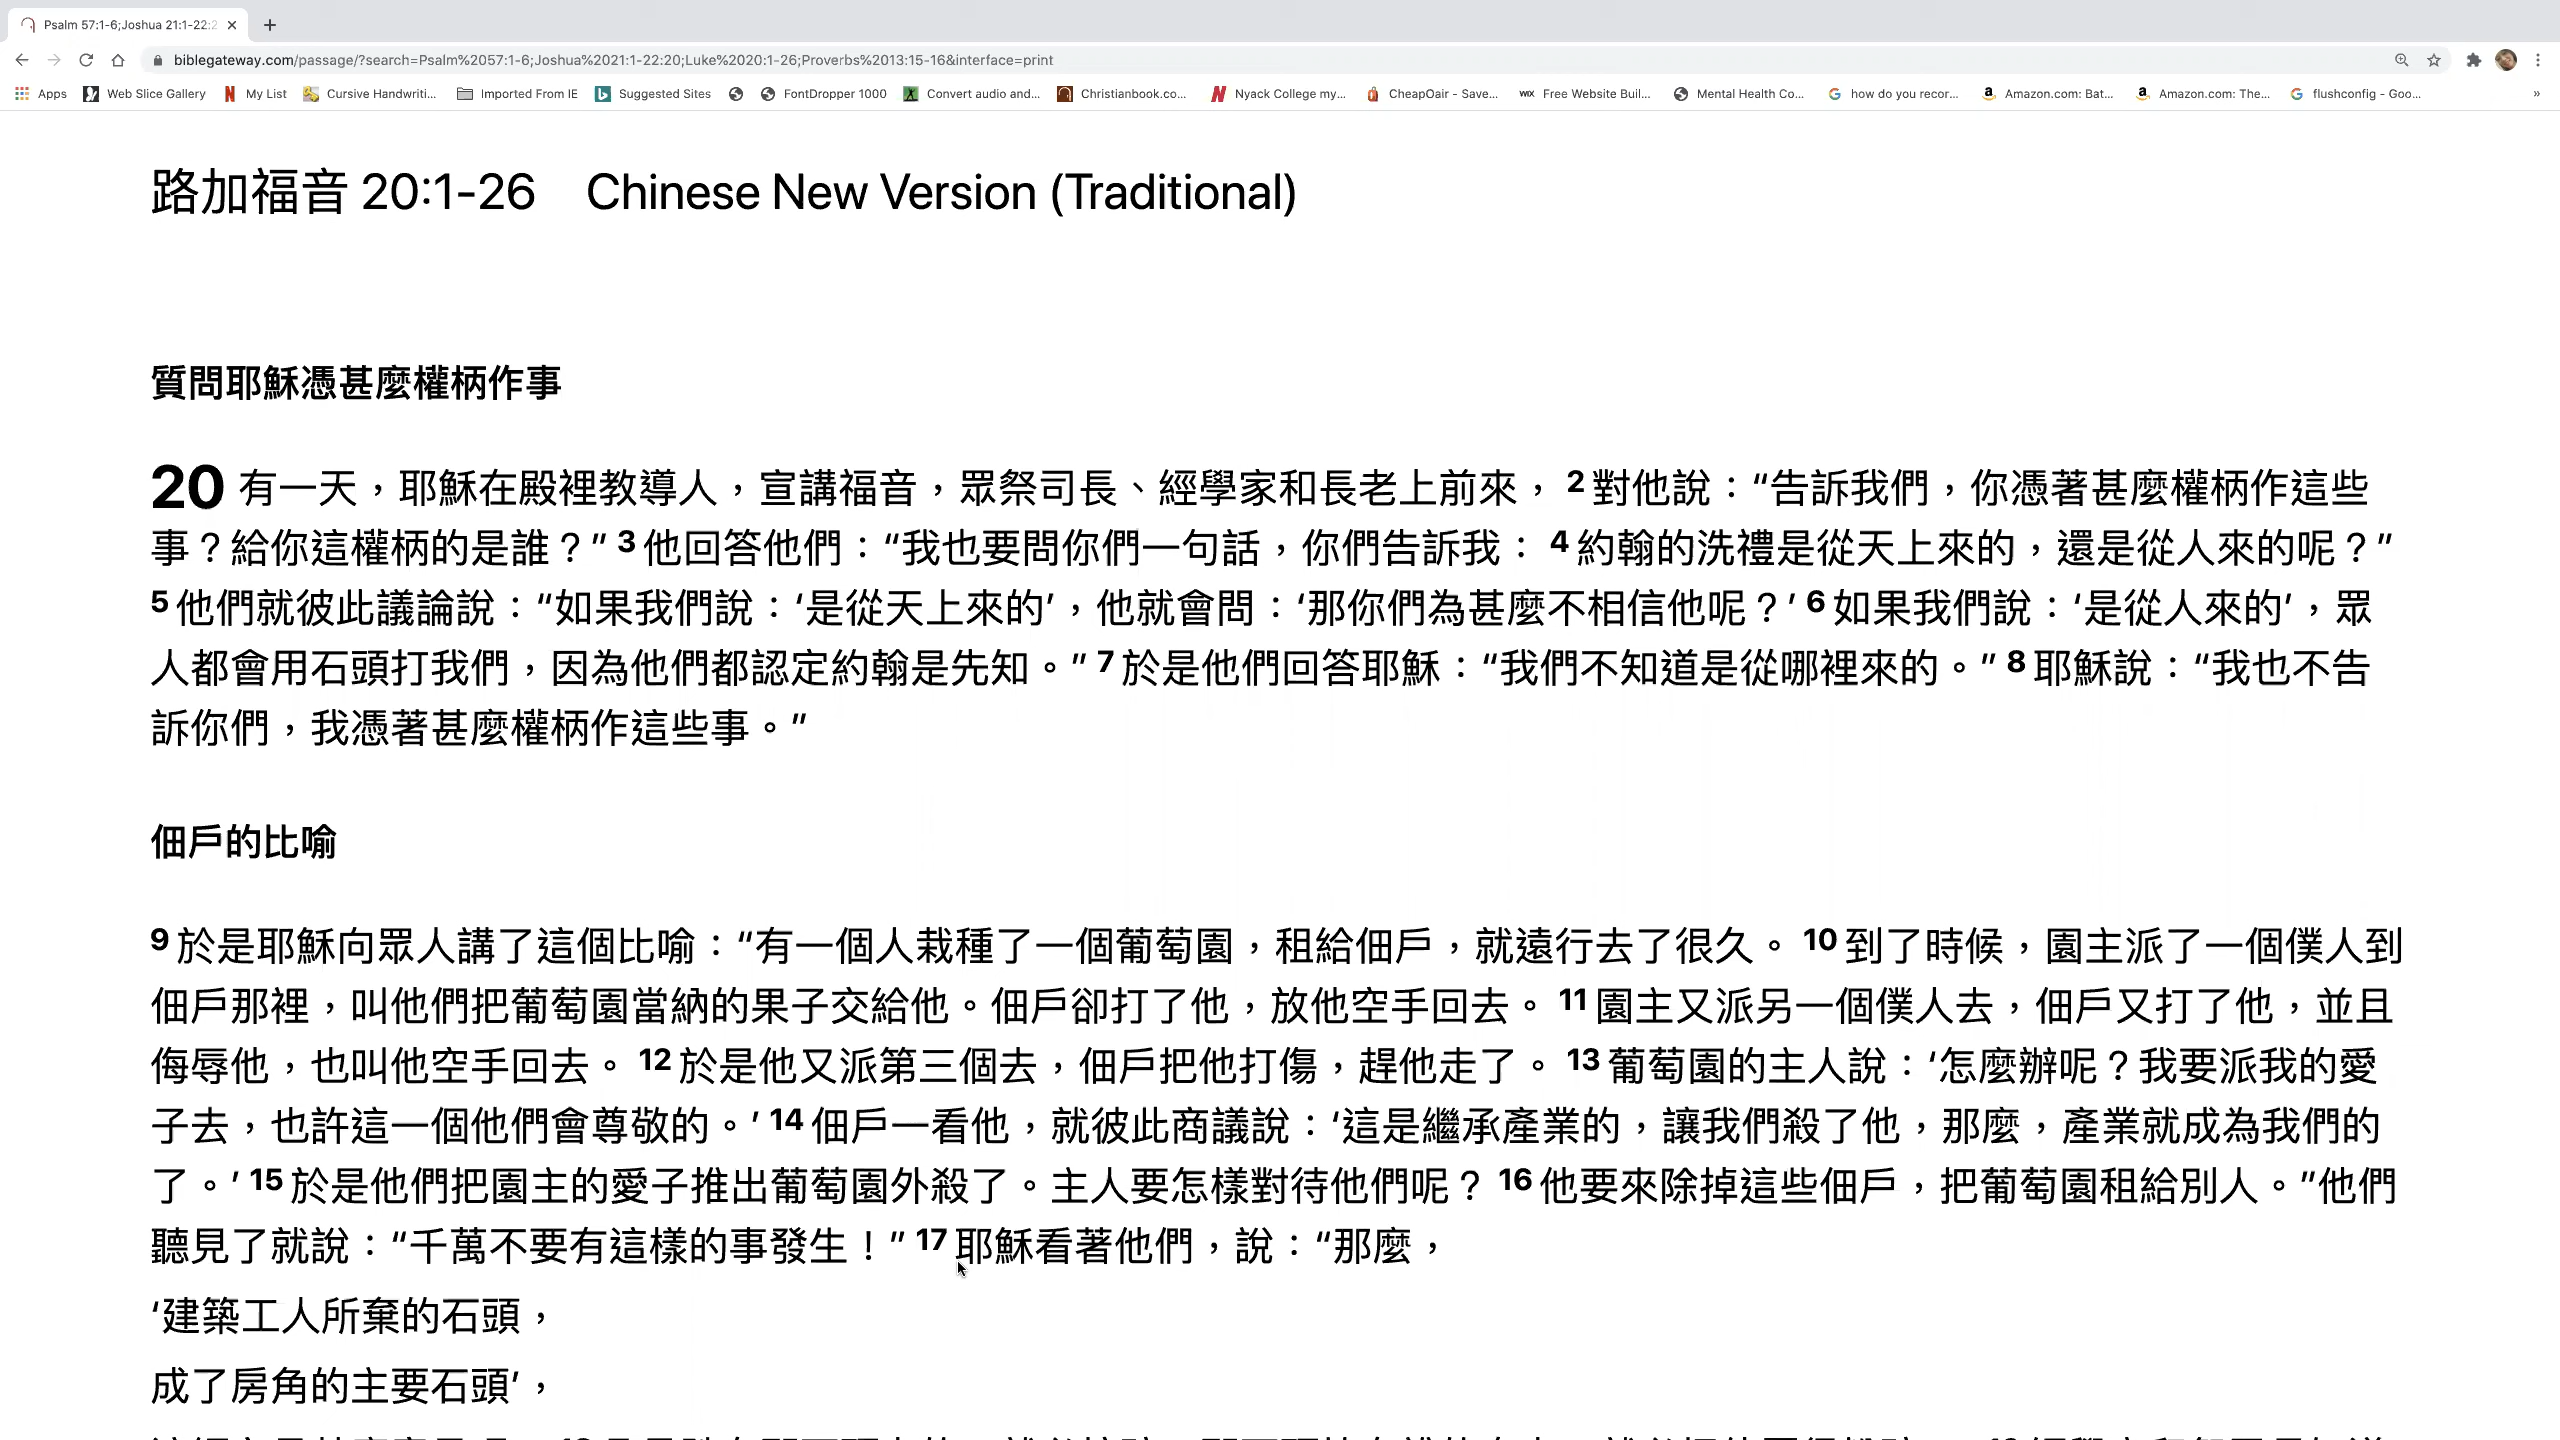 Psalm 57:1-6;Joshua 21:1-22:2
biblegateway.com/passage/?search=Psalm%2057:1-6;Joshua%2021:1-22:20;Luke%2020:1-26;Proverbs%2013:15-16&interface=print
Apps Web Slice Gallery My List Cursive Handwriti... Imported From IE Suggested Sites FontDropper 1000 Convert audio and... Christianbook.co... Nyack College my... CheapOair - Save... WIX Free Website Buil... Mental Health Co... how do you recor... Amazon.com: Bat... Amazon.com: The... flushconfig - Goo... »
路加福音 20:1-26 Chinese New Version (Traditional)
質問耶穌憑甚麼權柄作事
20 有一天，耶穌在殿裡教導人，宣講福音，眾祭司長、經學家和長老上前來， 2 對他說：“告訴我們，你憑著甚麼權柄作這些
事？給你這權柄的是誰？” 3 他回答他們：“我也要問你們一句話，你們告訴我： 4 約翰的洗禮是從天上來的，還是從人來的呢？”
5 他們就彼此議論說：“如果我們說：‘是從天上來的’，他就會問：‘那你們為甚麼不相信他呢？’ 6 如果我們說：‘是從人來的’，眾
人都會用石頭打我們，因為他們都認定約翰是先知。” 7 於是他們回答耶穌：“我們不知道是從哪裡來的。” 8 耶穌說：“我也不告
訴你們，我憑著甚麼權柄作這些事。”
佃戶的比喻
9 於是耶穌向眾人講了這個比喻：“有一個人栽種了一個葡萄園，租給佃戶，就遠行去了很久。 10 到了時候，園主派了一個僕人到
佃戶那裡，叫他們把葡萄園當納的果子交給他。佃戶卻打了他，放他空手回去。 11 園主又派另一個僕人去，佃戶又打了他，並且
侮辱他，也叫他空手回去。 12 於是他又派第三個去，佃戶把他打傷，趕他走了。 13 葡萄園的主人說：‘怎麼辦呢？我要派我的愛
子去，也許這一個他們會尊敬的。’ 14 佃戶一看他，就彼此商議說：‘這是繼承產業的，讓我們殺了他，那麼，產業就成為我們的
了。’ 15 於是他們把園主的愛子推出葡萄園外殺了。主人要怎樣對待他們呢？ 16 他要來除掉這些佃戶，把葡萄園租給別人。”他們
聽見了就說：“千萬不要有這樣的事發生！” 17 耶穌看著他們，說：“那麼，
‘建築工人所棄的石頭，
成了房角的主要石頭’，